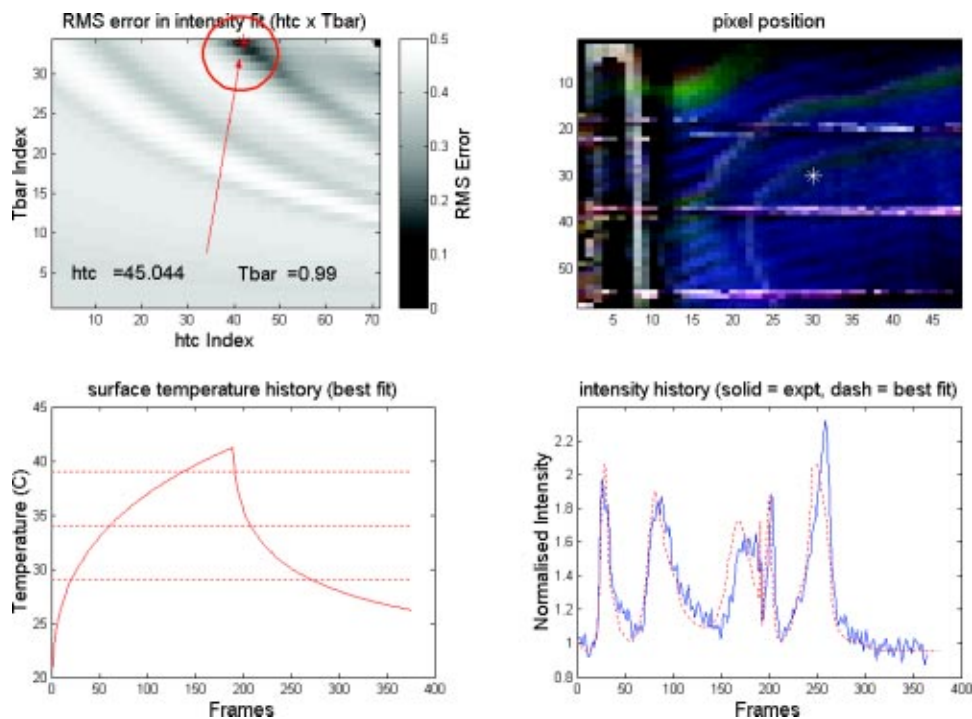 RMS error in intensity fit (htc x Tbar)
30
25
20
15
10
5
Tbar Index
htc =45.044 Tbar =0.99
10 20 30 40 50 60 70
htc Index
0.5
0.4
0.3
0.2
0.1
0
RMS Error
pixel position
10
20
30
40
50
5 10 15 20 25 30 35 40 45
surface temperature history (best fit)
45
40
35
30
25
20
Temperature (C)
0 50 100 150 200 250 300 350 400
Frames
intensity history (solid = expt, dash = best fit)
2.2
2
1.8
1.6
1.4
1.2
1
0.8
Normalised Intensity
0 50 100 150 200 250 300 350 400
Frames